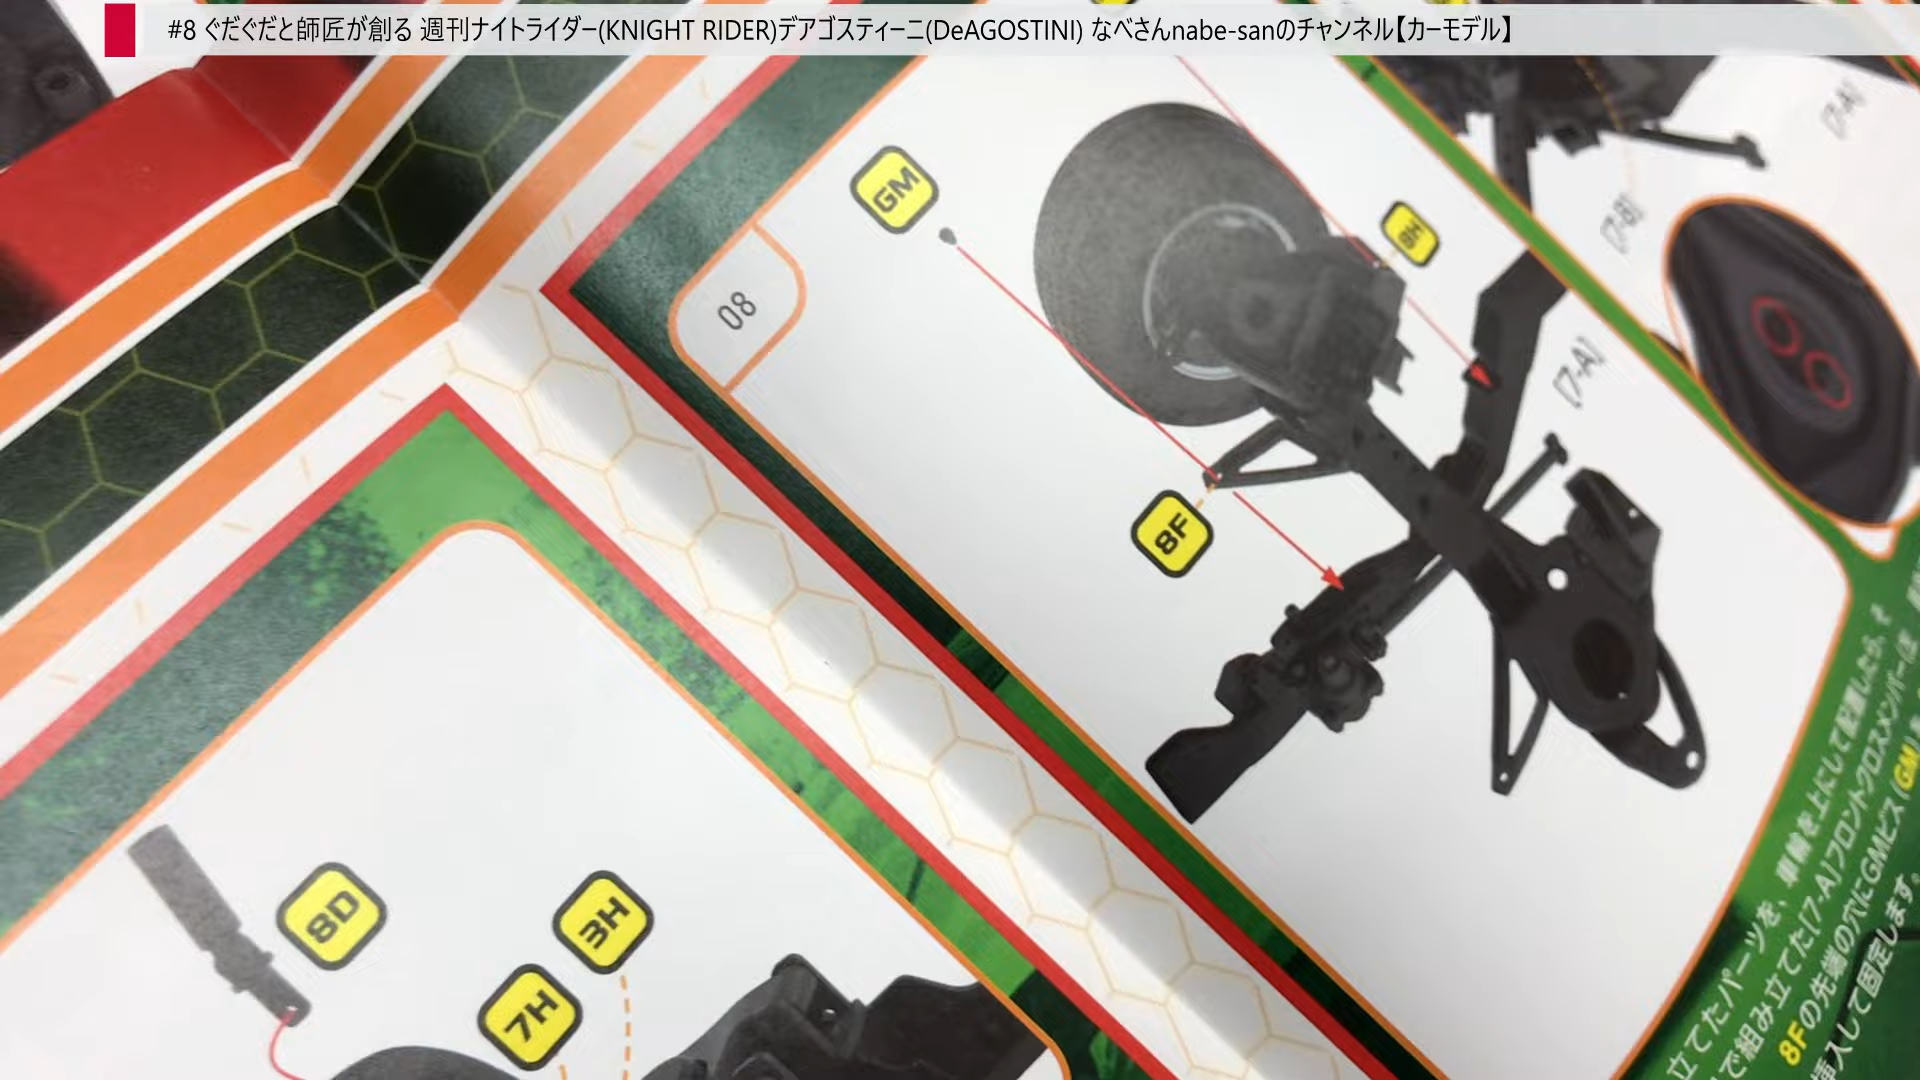 #8 ぐだぐだと師匠が創る 週刊ナイトライダー(KNIGHT RIDER)デアゴスティーニ(DeAGOSTINI) なべさんnabe-sanのチャンネル【カーモデル】
GM
8H
08
[7-A]
[7-B]
[7-A]
8F
8D
3H
7H
立てたパーツを、車輪を上にして配置したら、そ
で組み立てた[7-A]フロントクロスメンバーは
8Fの先端の穴にGMビス(GM)を
挿入して固定します。